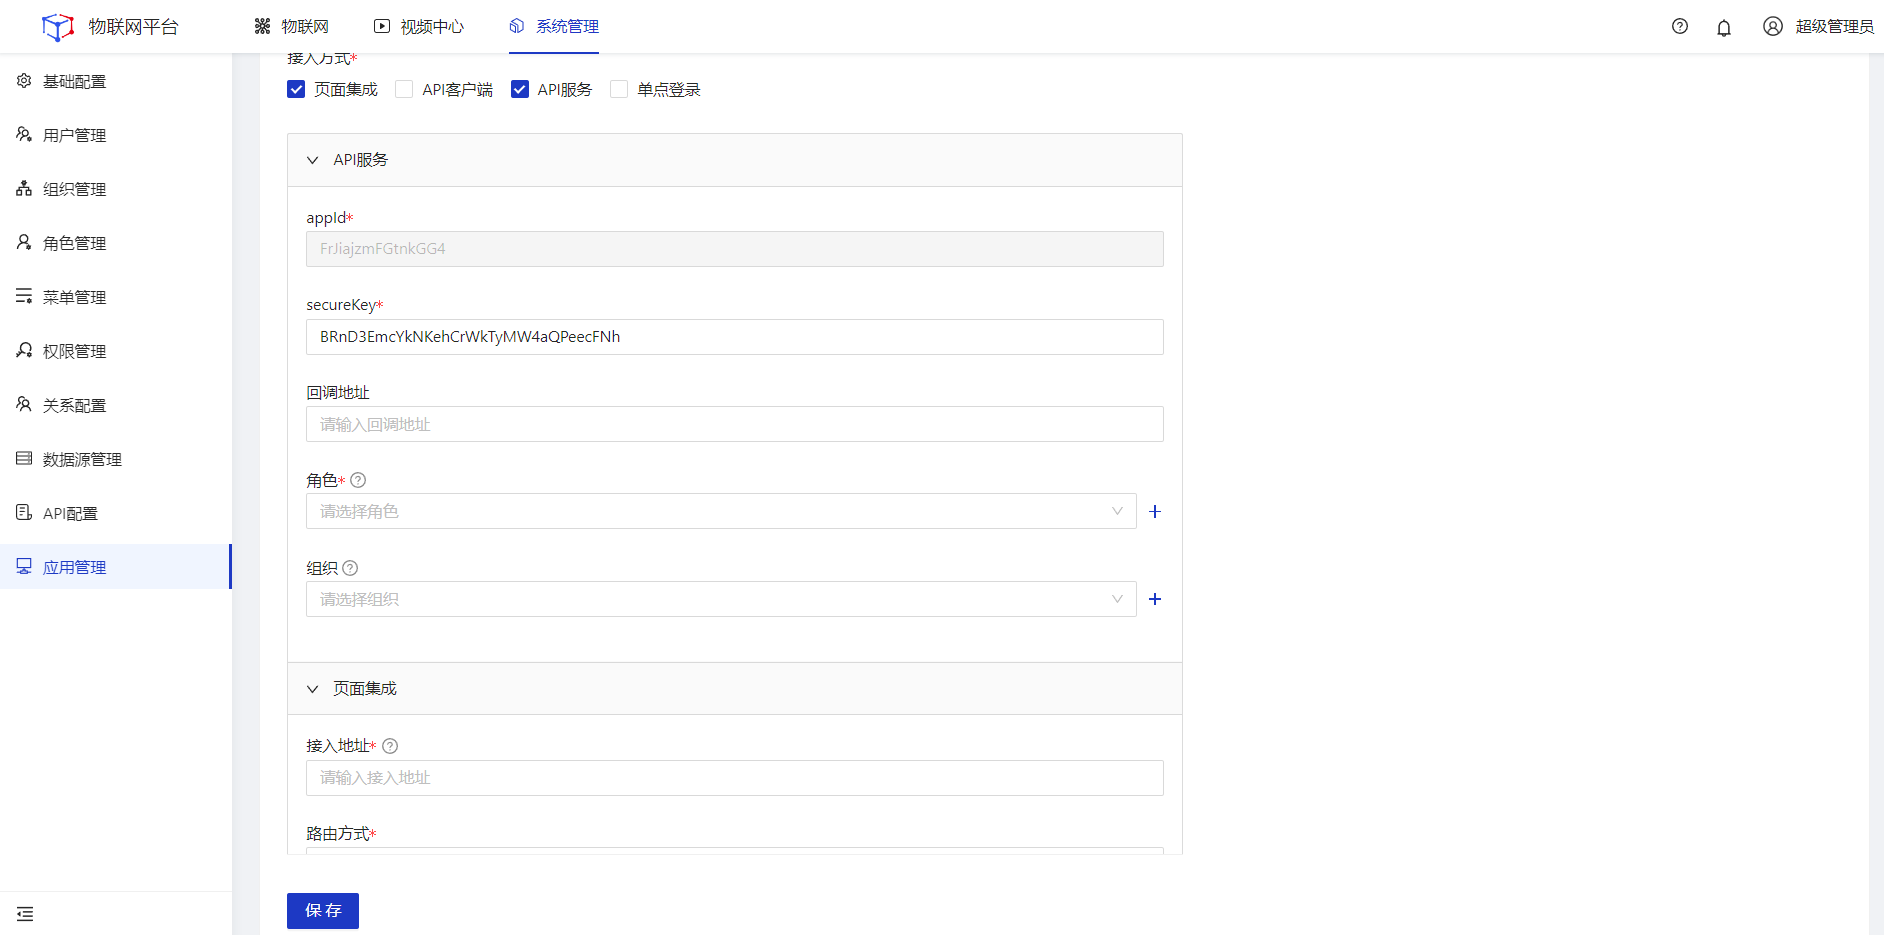 物联网平台
物联网
视频中心
系统管理
超级管理员
基础配置
用户管理
组织管理
角色管理
菜单管理
权限管理
关系配置
数据源管理
API配置
应用管理
接入方式*
页面集成
API客户端
API服务
单点登录
API服务
appId*
FrJiajzmFGtnkGG4
secureKey*
BRnD3EmcYkNKehCrWkTyMW4aQPeecFNh
回调地址
请输入回调地址
角色*
请选择角色
组织
请选择组织
页面集成
接入地址*
请输入接入地址
路由方式*
保存